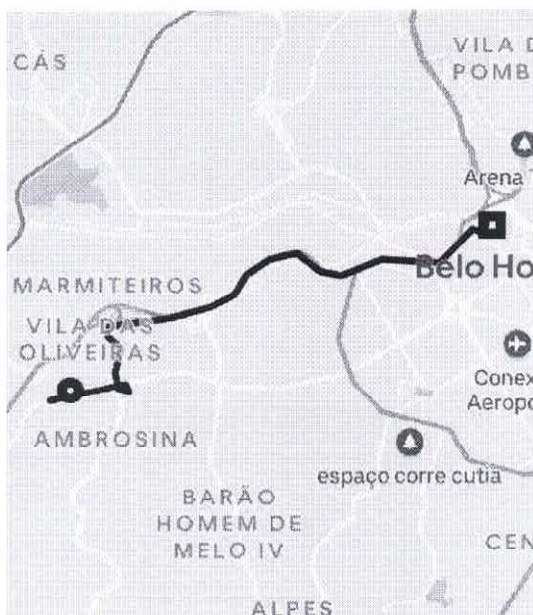 CÁS
VILA D
POMB
Arena T
Belo Ho
MARMITEIROS
VILA DAS
OLIVEIRAS
Conex
Aeropo
AMBROSINA
espaço corre cutia
BARÃO
HOMEM DE
MELO IV
CEN
ALPES